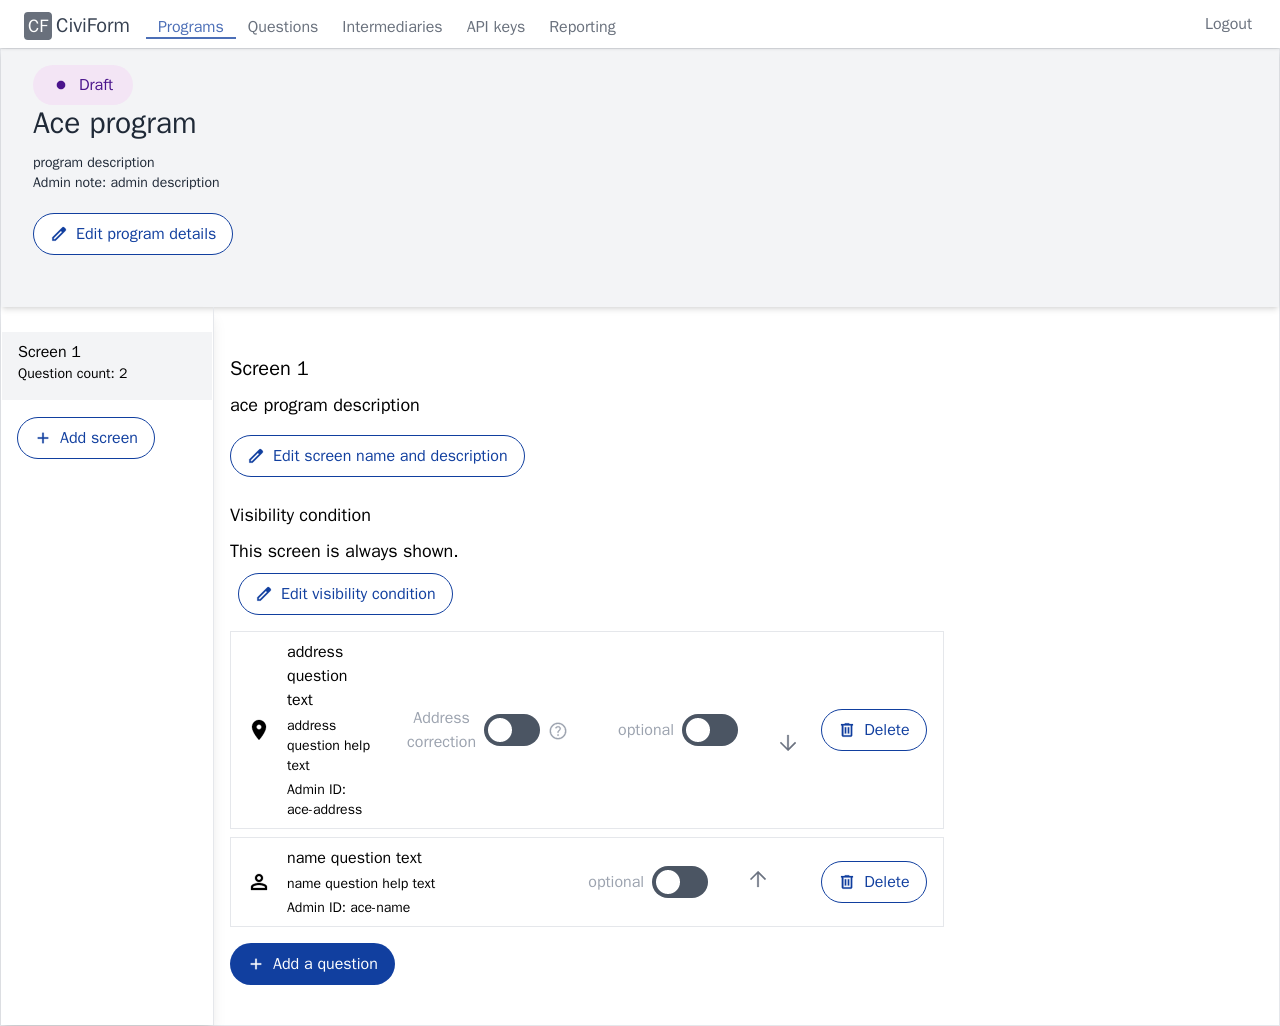 CF CiviForm Programs Questions Intermediaries API keys Reporting Logout
Draft
Ace program
program description
Admin note: admin description
Edit program details
Screen 1
Question count: 2
Add screen
Screen 1
ace program description
Edit screen name and description
Visibility condition
This screen is always shown.
Edit visibility condition
address
question
text
address
question help
text
Admin ID:
ace-address
Address
correction
optional
Delete
name question text
name question help text
Admin ID: ace-name
optional
Delete
Add a question